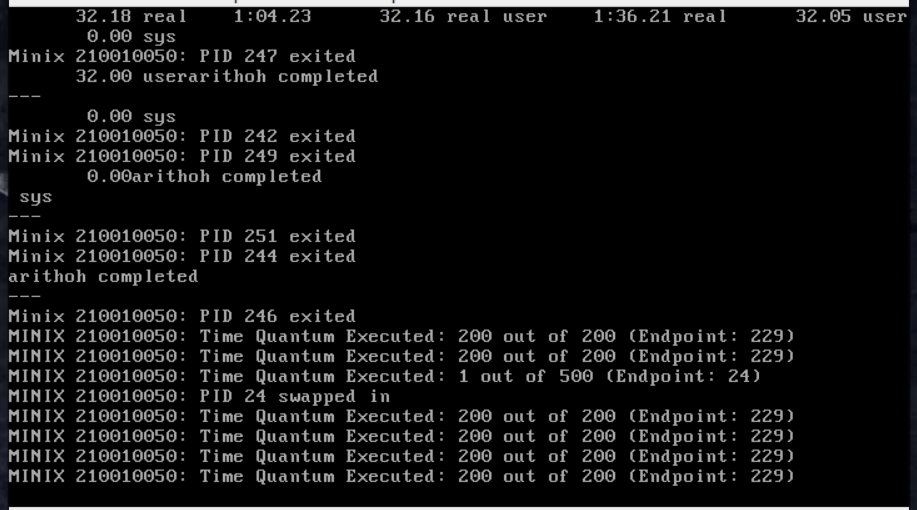 32.18 real 1:04.23 32.16 real user 1:36.21 real 32.05 user
0.00 sys
Minix 210010050: PID 247 exited
32.00 userarithoh completed
---
0.00 sys
Minix 210010050: PID 242 exited
Minix 210010050: PID 249 exited
0.00arithoh completed
sys
---
Minix 210010050: PID 251 exited
Minix 210010050: PID 244 exited
arithoh completed
---
Minix 210010050: PID 246 exited
MINIX 210010050: Time Quantum Executed: 200 out of 200 (Endpoint: 229)
MINIX 210010050: Time Quantum Executed: 200 out of 200 (Endpoint: 229)
MINIX 210010050: Time Quantum Executed: 1 out of 500 (Endpoint: 24)
MINIX 210010050: PID 24 swapped in
MINIX 210010050: Time Quantum Executed: 200 out of 200 (Endpoint: 229)
MINIX 210010050: Time Quantum Executed: 200 out of 200 (Endpoint: 229)
MINIX 210010050: Time Quantum Executed: 200 out of 200 (Endpoint: 229)
MINIX 210010050: Time Quantum Executed: 200 out of 200 (Endpoint: 229)